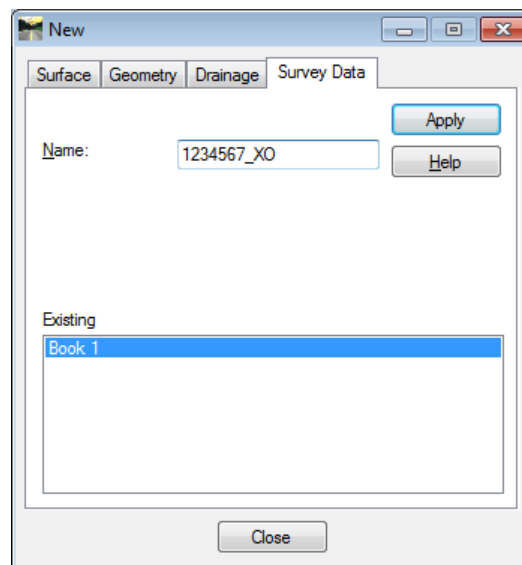 New
Surface Geometry Drainage Survey Data
Apply
Name: 1234567_XO
Help
Existing
Book 1
Close